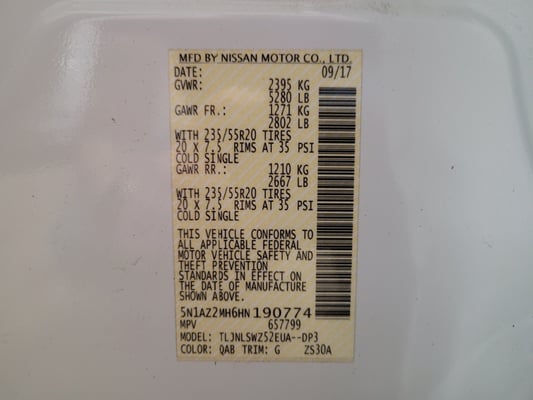 MFD BY NISSAN MOTOR CO., LTD.
DATE: 09/17
GVWR: 2395 KG
5280 LB
GAWR FR.: 1271 KG
2802 LB
WITH 235/55R20 TIRES
20 X 7.5 RIMS AT 35 PSI
COLD SINGLE
GAWR RR.: 1210 KG
2667 LB
WITH 235/55R20 TIRES
20 X 7.5 RIMS AT 35 PSI
COLD SINGLE
THIS VEHICLE CONFORMS TO
ALL APPLICABLE FEDERAL
MOTOR VEHICLE SAFETY AND
THEFT PREVENTION
STANDARDS IN EFFECT ON
THE DATE OF MANUFACTURE
SHOWN ABOVE.
5N1AZ2MH6HN190774
MPV 657799
MODEL: TLJNLSWZ52EUA--DP3
COLOR: QAB TRIM: G ZS30A